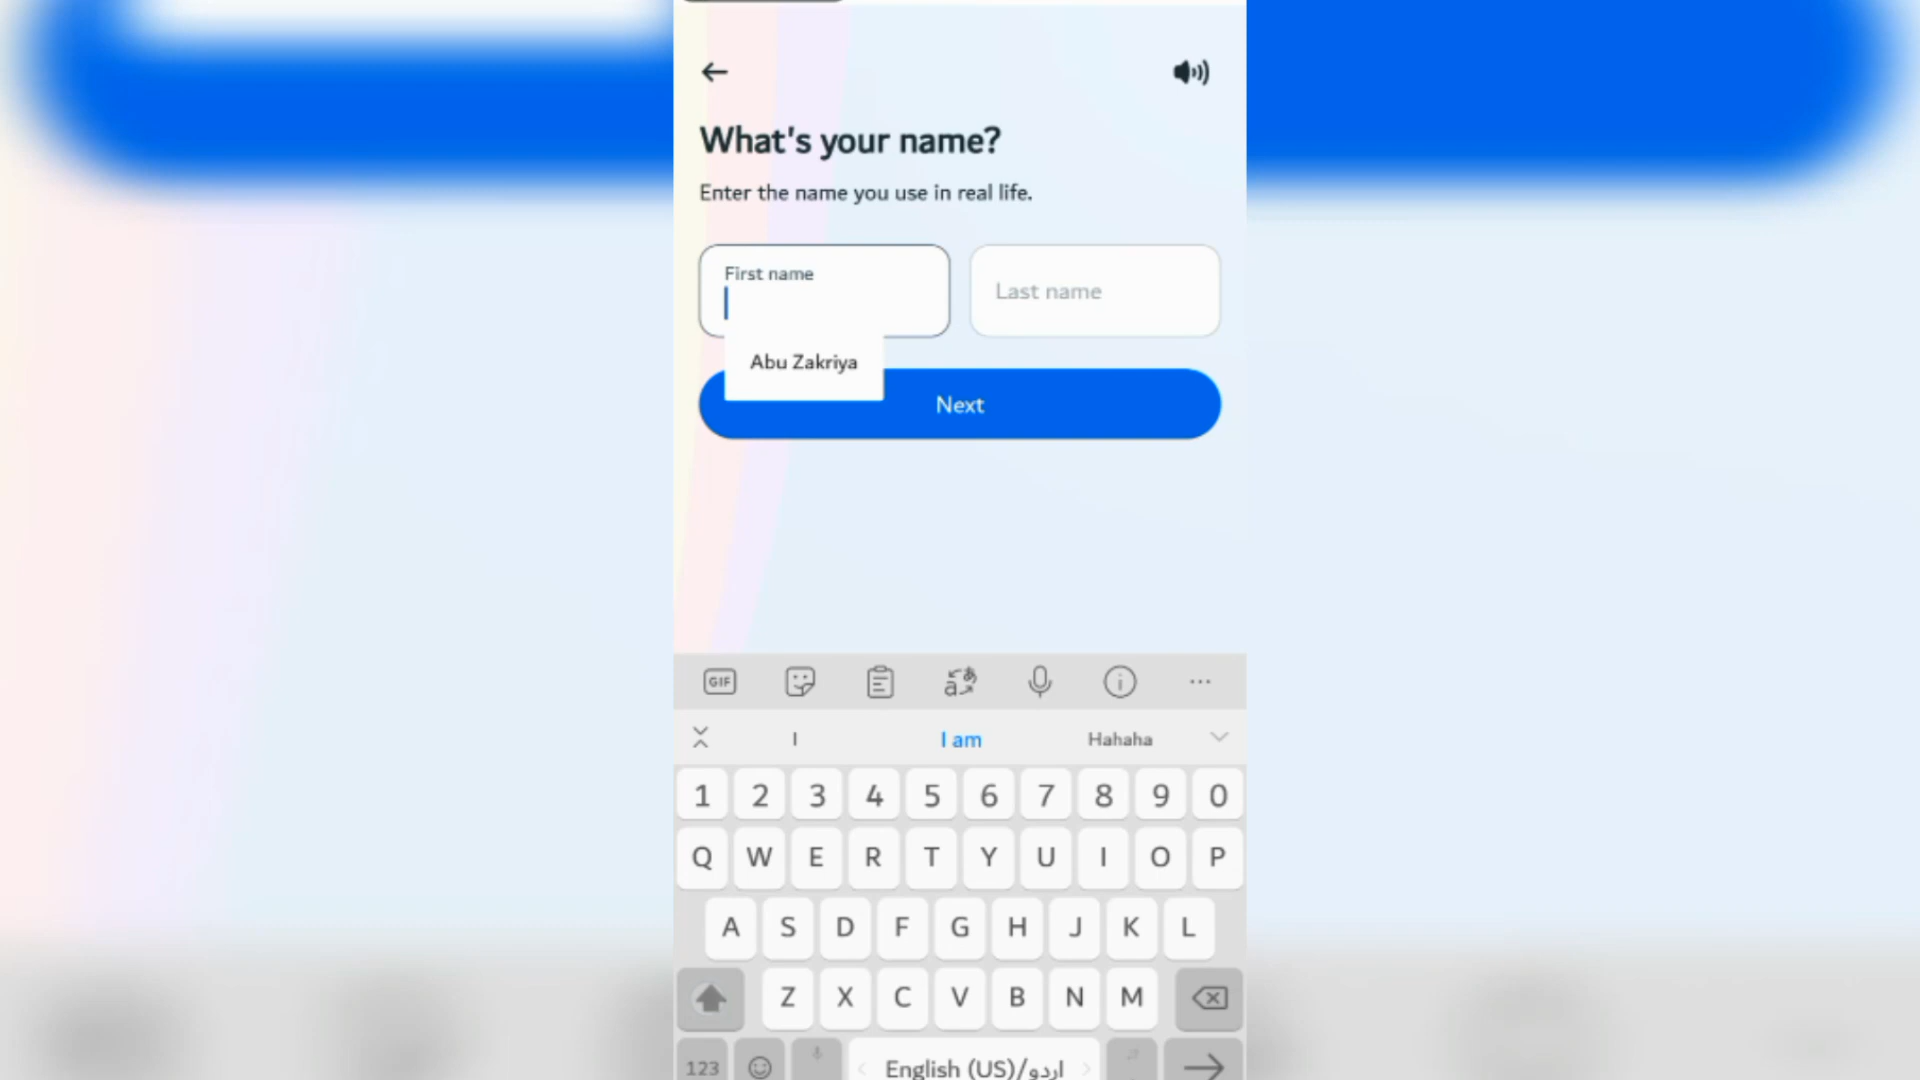 What's your name?
Enter the name you use in real life.
First name
Last name
Abu Zakriya
Next
GIF
I
I am
Hahaha
1 2 3 4 5 6 7 8 9 0
Q W E R T Y U I O P
A S D F G H J K L
Z X C V B N M
123
English (US)/اردو